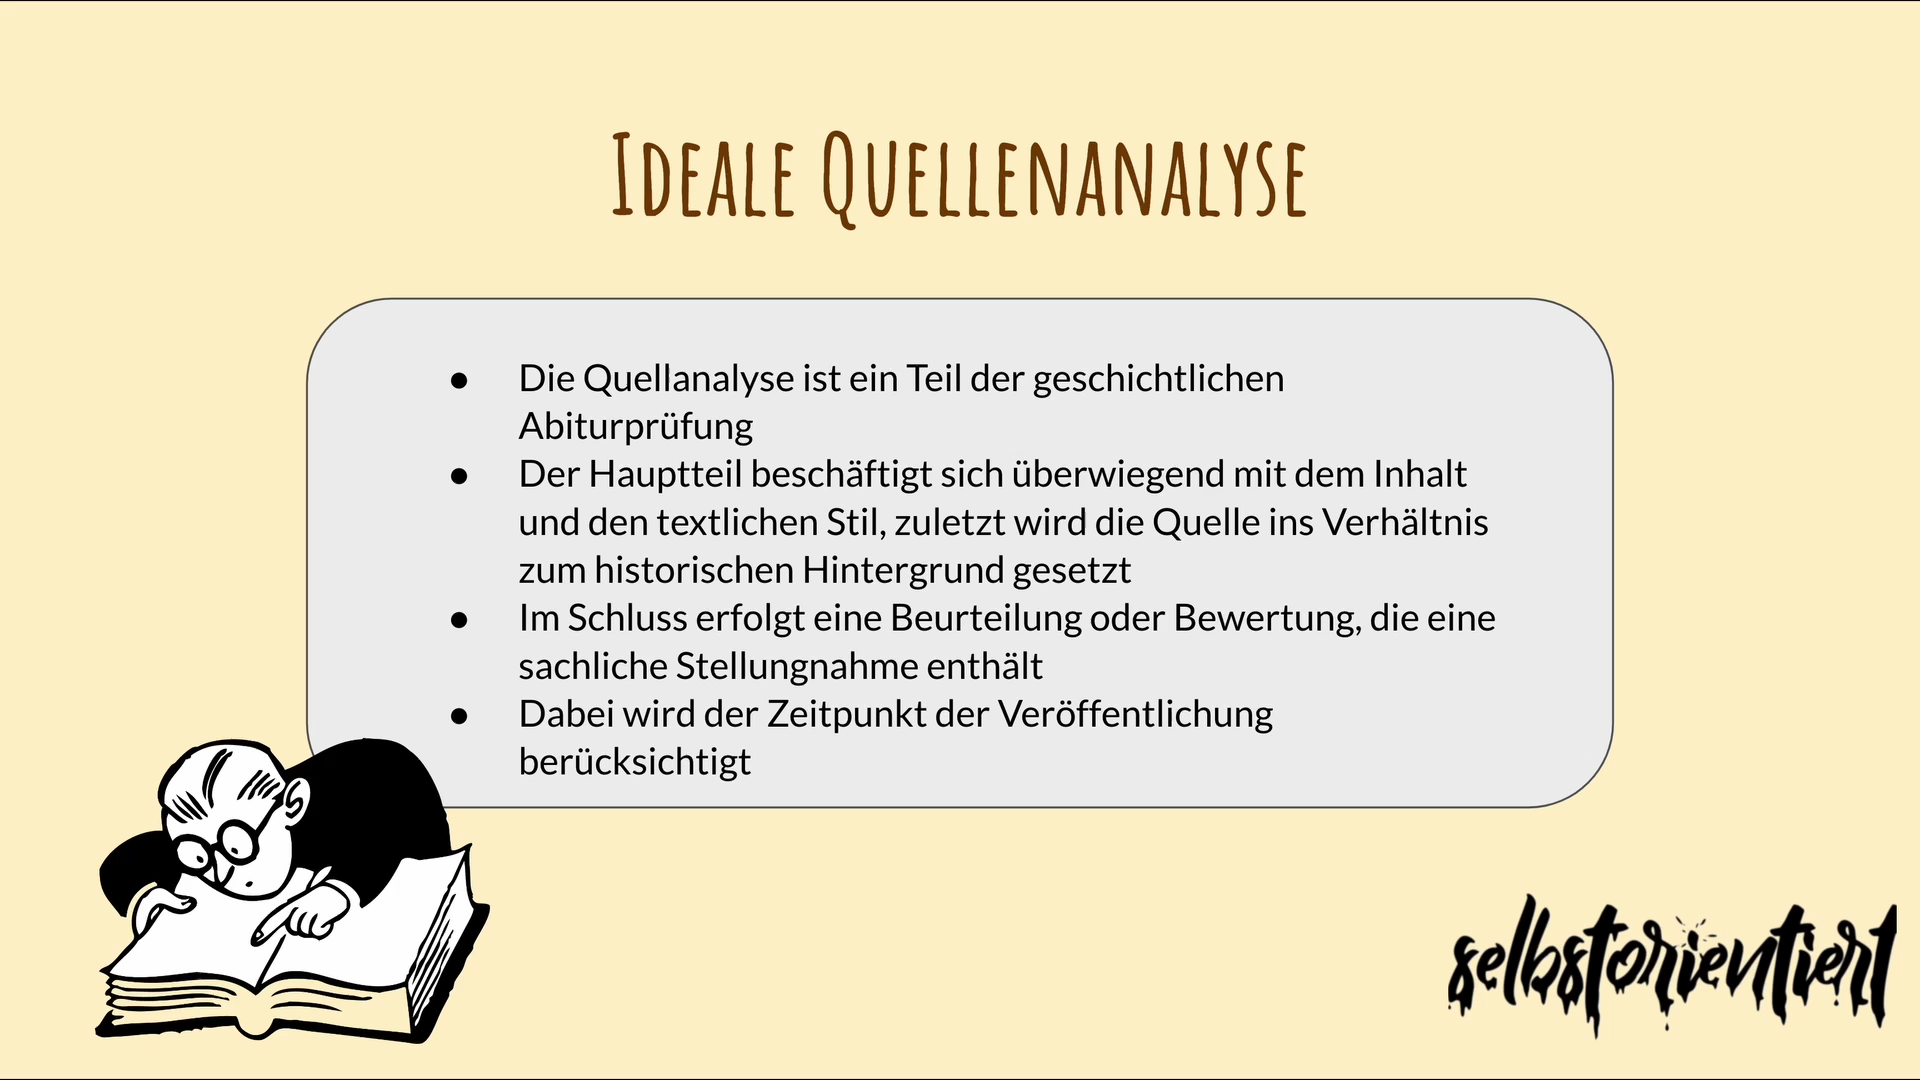 Ideale Quellenanalyse
● Die Quellanalyse ist ein Teil der geschichtlichen
Abiturprüfung
● Der Hauptteil beschäftigt sich überwiegend mit dem Inhalt
und den textlichen Stil, zuletzt wird die Quelle ins Verhältnis
zum historischen Hintergrund gesetzt
● Im Schluss erfolgt eine Beurteilung oder Bewertung, die eine
sachliche Stellungnahme enthält
● Dabei wird der Zeitpunkt der Veröffentlichung
berücksichtigt
selbstorientiert